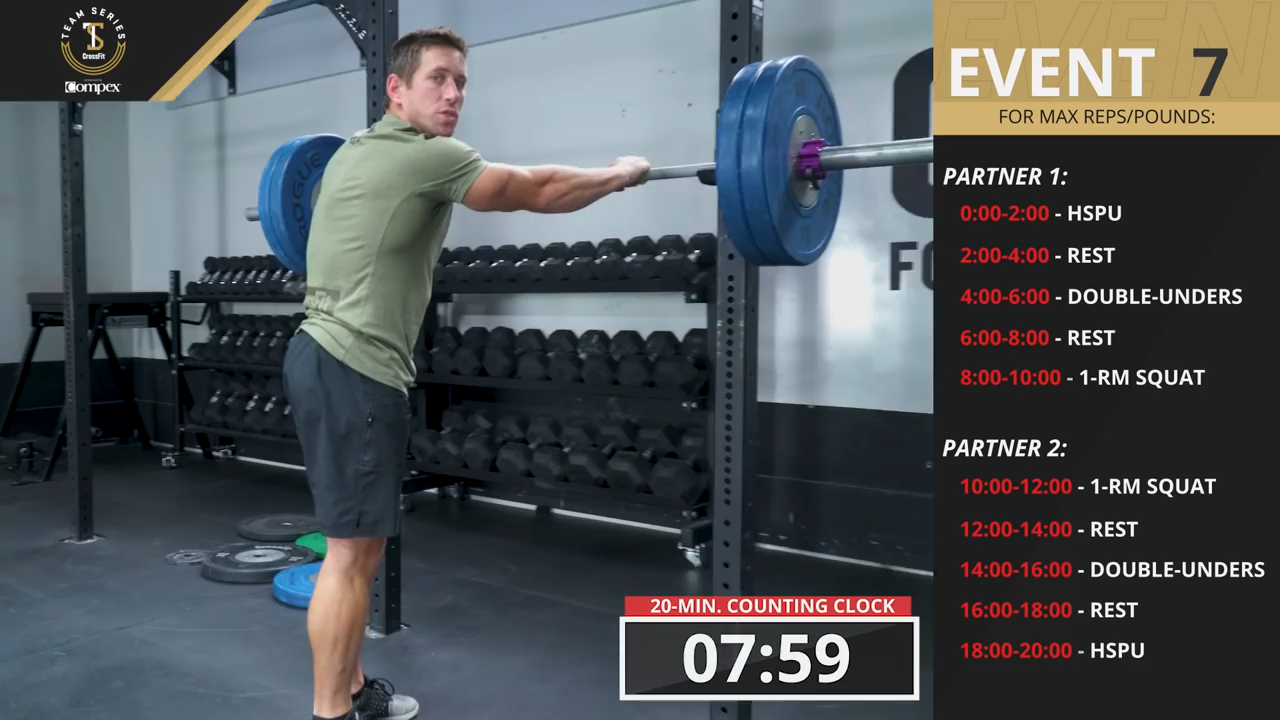 TEAM SERIES
TS
CrossFit
Compex
EVENT 7
FOR MAX REPS/POUNDS:
PARTNER 1:
0:00-2:00 - HSPU
2:00-4:00 - REST
4:00-6:00 - DOUBLE-UNDERS
6:00-8:00 - REST
8:00-10:00 - 1-RM SQUAT
PARTNER 2:
10:00-12:00 - 1-RM SQUAT
12:00-14:00 - REST
14:00-16:00 - DOUBLE-UNDERS
16:00-18:00 - REST
18:00-20:00 - HSPU
ROGUE
20-MIN. COUNTING CLOCK
07:59